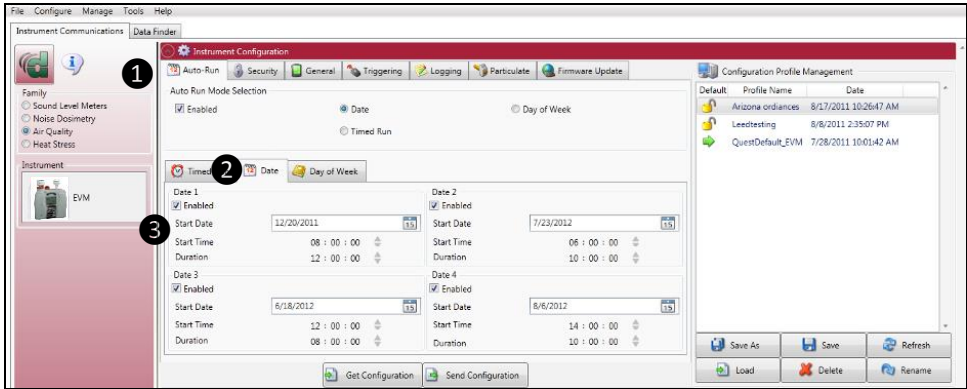 File Configure Manage Tools Help
Instrument Communications Data Finder
1
Family
Sound Level Meters
Noise Dosimetry
Air Quality
Heat Stress
Instrument
EVM
Instrument Configuration
Auto-Run Security General Triggering Logging Particulate Firmware Update
Auto Run Mode Selection
Enabled Date Day of Week
Timed Run
2
Timed Date Day of Week
3
Date 1
Enabled
Start Date 12/20/2011 15
Start Time 08 : 00 : 00
Duration 12 : 00 : 00
Date 2
Enabled
Start Date 7/23/2012 15
Start Time 06 : 00 : 00
Duration 10 : 00 : 00
Date 3
Enabled
Start Date 6/18/2012 15
Start Time 12 : 00 : 00
Duration 08 : 00 : 00
Date 4
Enabled
Start Date 8/6/2012 15
Start Time 14 : 00 : 00
Duration 10 : 00 : 00
Get Configuration Send Configuration
Configuration Profile Management
Default Profile Name Date
Arizona ordiances 8/17/2011 10:26:47 AM
Leedtesting 8/8/2011 2:35:07 PM
QuestDefault_EVM 7/28/2011 10:01:42 AM
Save As Save Refresh
Load Delete Rename